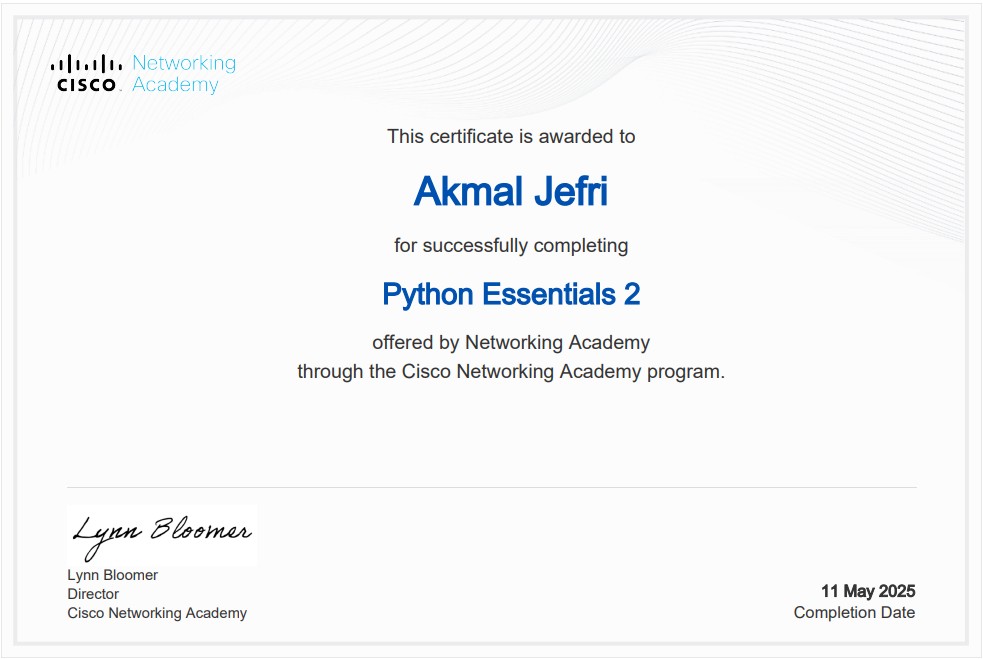 CISCO
Networking
Academy
This certificate is awarded to
Akmal Jefri
for successfully completing
Python Essentials 2
offered by Networking Academy
through the Cisco Networking Academy program.
Lynn Bloomer
Lynn Bloomer
Director
Cisco Networking Academy
11 May 2025
Completion Date